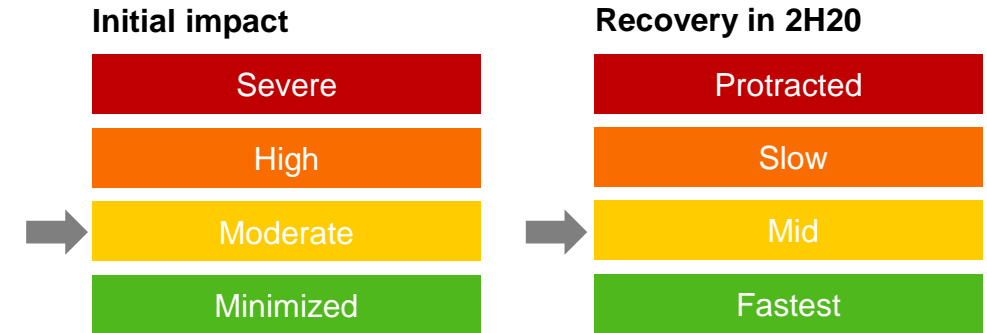 Initial impact
Severe
High
Moderate
Minimized
Recovery in 2H20
Protracted
Slow
Mid
Fastest